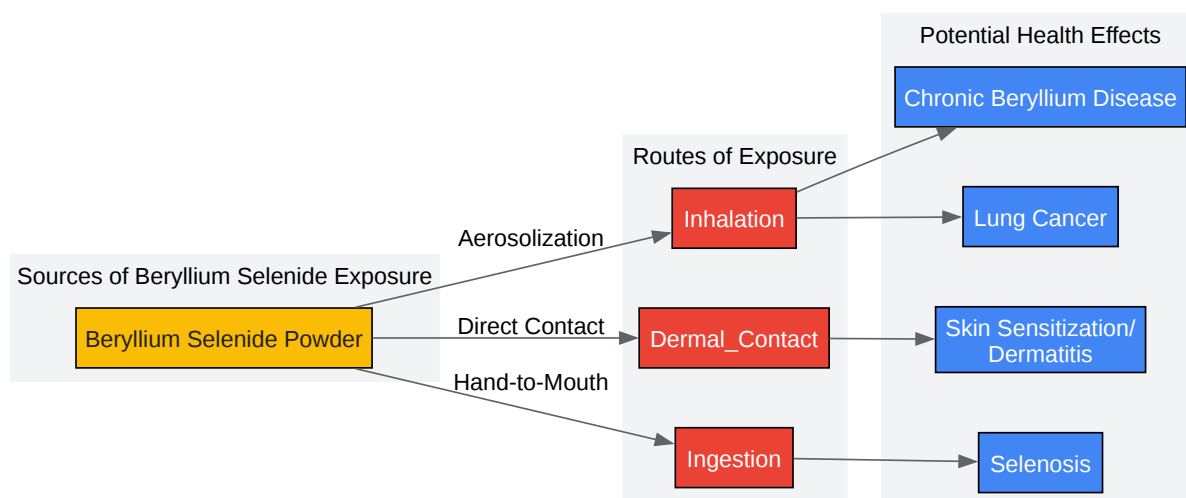 Potential Health Effects
Chronic Beryllium Disease
Routes of Exposure
Inhalation
Lung Cancer
Aerosolization
Sources of Beryllium Selenide Exposure
Beryllium Selenide Powder
Direct Contact
Dermal_Contact
Skin Sensitization/
Dermatitis
Hand-to-Mouth
Ingestion
Selenosis